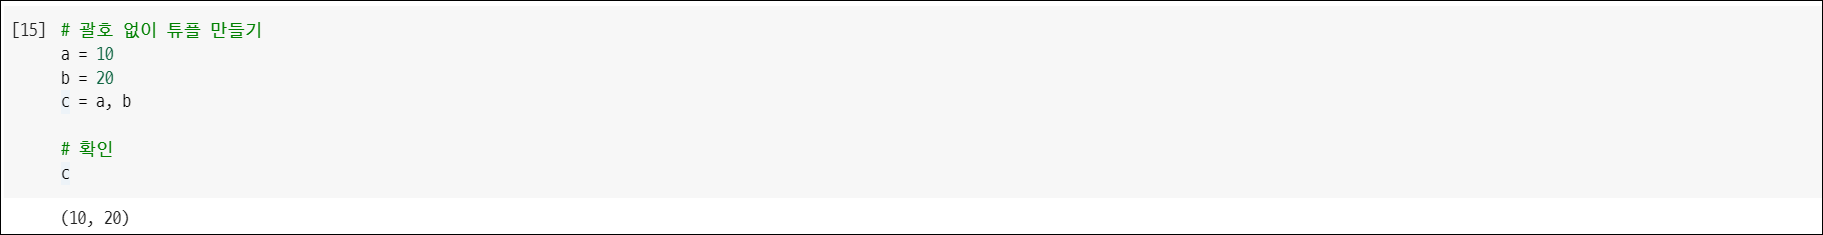 [15] # 괄호 없이 튜플 만들기
a = 10
b = 20
c = a, b
# 확인
c
(10, 20)